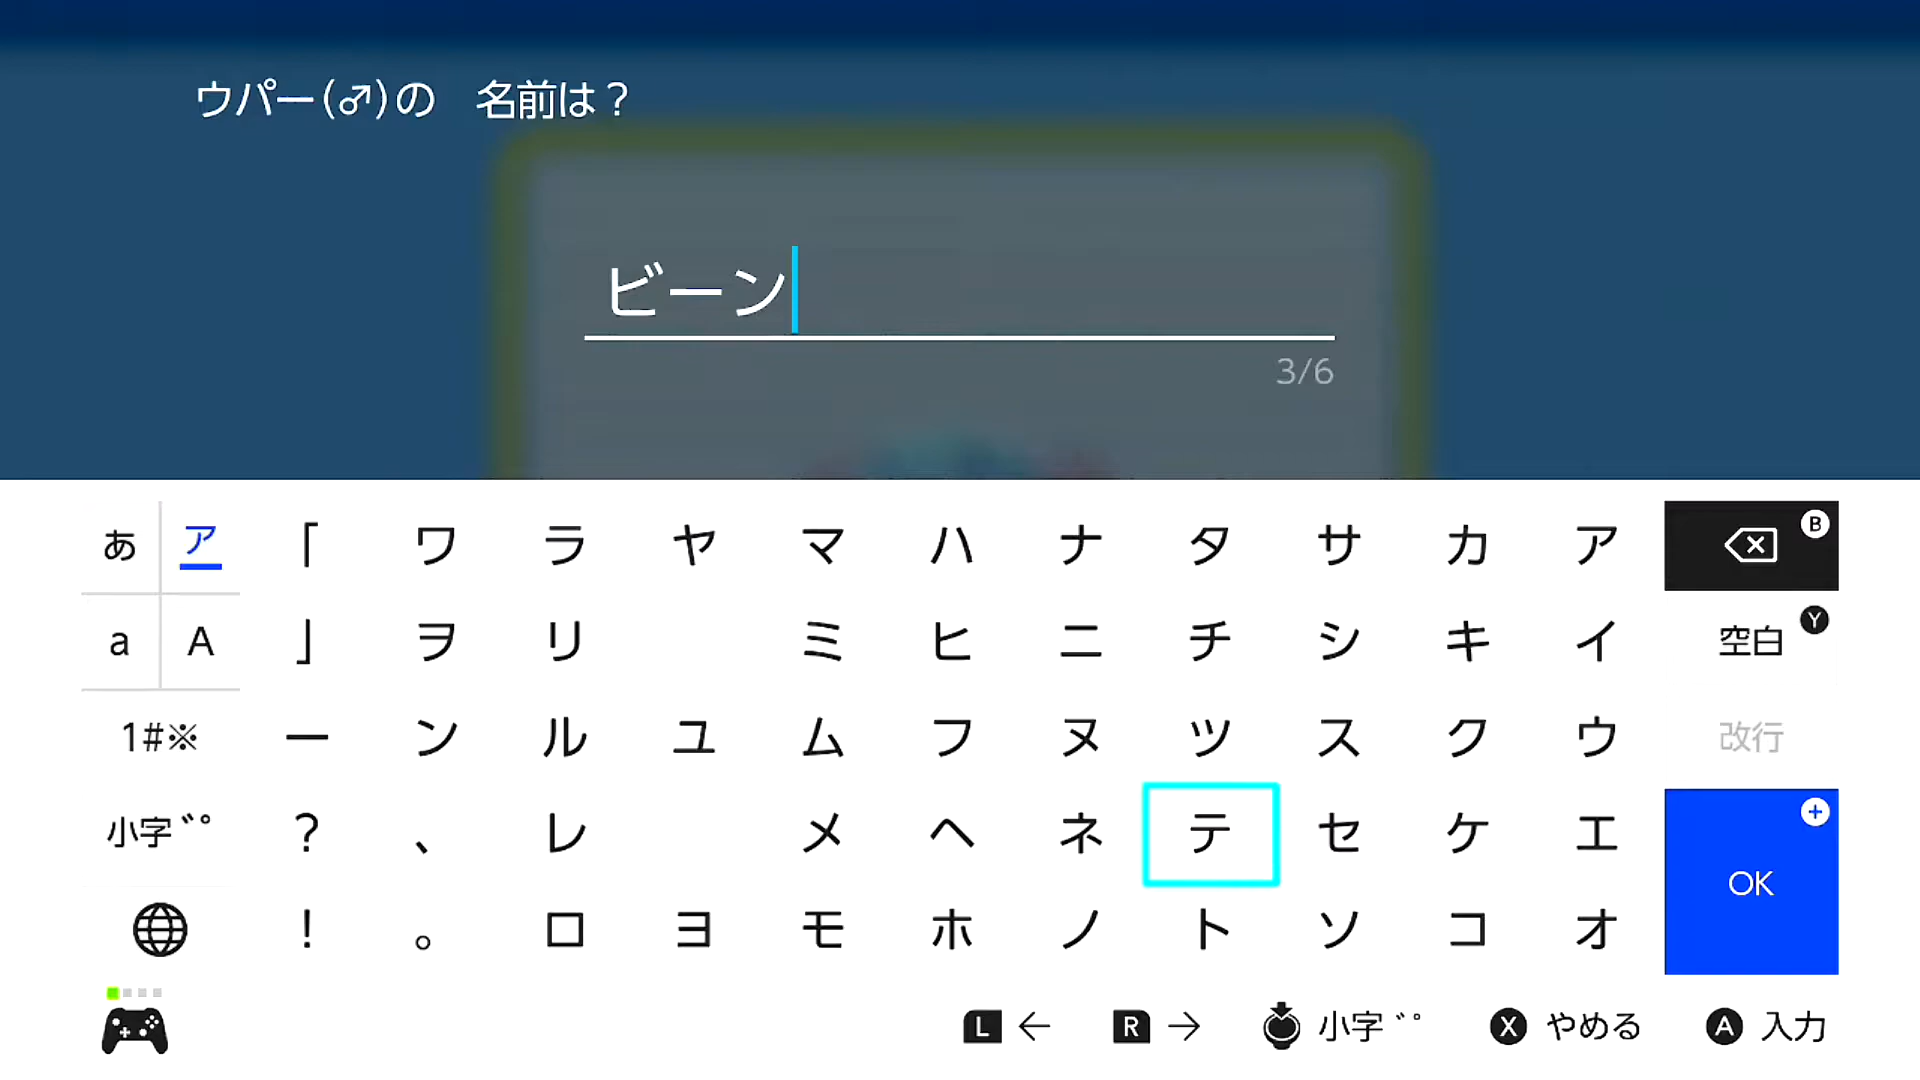 ウパー(♂)の　名前は？
ビーン
3/6
あ ア 「 ワ ラ ヤ マ ハ ナ タ サ カ ア B
a A 」 ヲ リ ミ ヒ ニ チ シ キ イ 空白 Y
1#※ ー ン ル ユ ム フ ヌ ツ ス ク ウ 改行
小字゛゜ ？ 、 レ メ ヘ ネ テ セ ケ エ OK +
！ 。 ロ ヨ モ ホ ノ ト ソ コ オ
L ← R → 小字゛゜ X やめる A 入力